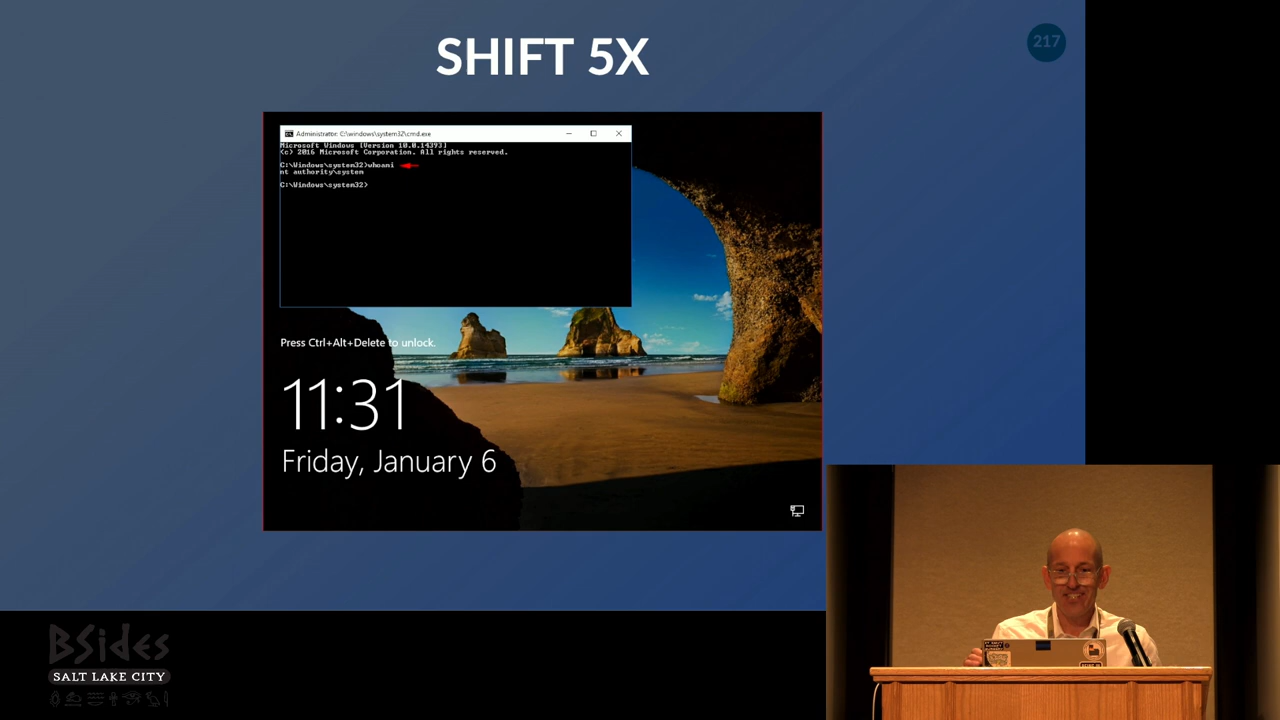 SHIFT 5X
217
Administrator: C:\windows\system32\cmd.exe
Microsoft Windows [Version 10.0.14393]
(c) 2016 Microsoft Corporation. All rights reserved.
C:\Windows\system32>whoami
nt authority\system
C:\Windows\system32>
Press Ctrl+Alt+Delete to unlock.
11:31
Friday, January 6
BSides
SALT LAKE CITY